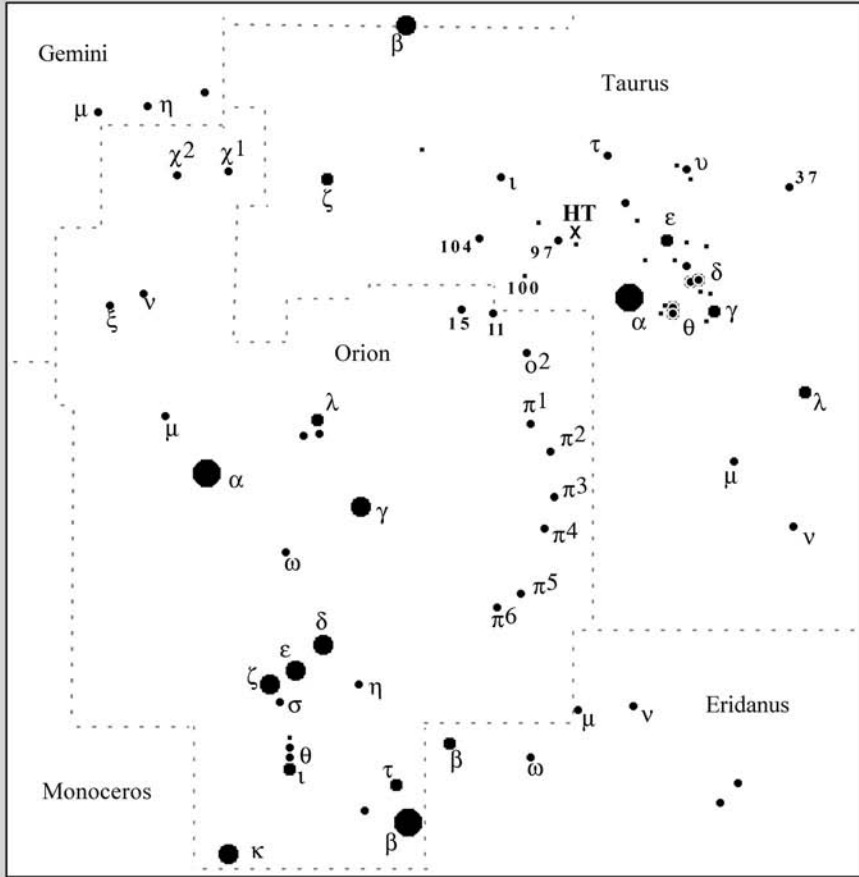 β
Gemini
Taurus
μ
η
τ
υ
χ2
χ1
37
ζ
ι
HT
ε
104
97
δ
100
ν
ξ
15
11
α
θ
γ
Orion
ο2
λ
λ
π1
μ
π2
α
μ
γ
π3
π4
ν
ω
π5
π6
δ
ε
ζ
η
σ
Eridanus
μ
ν
θ
β
ω
ι
τ
Monoceros
β
κ